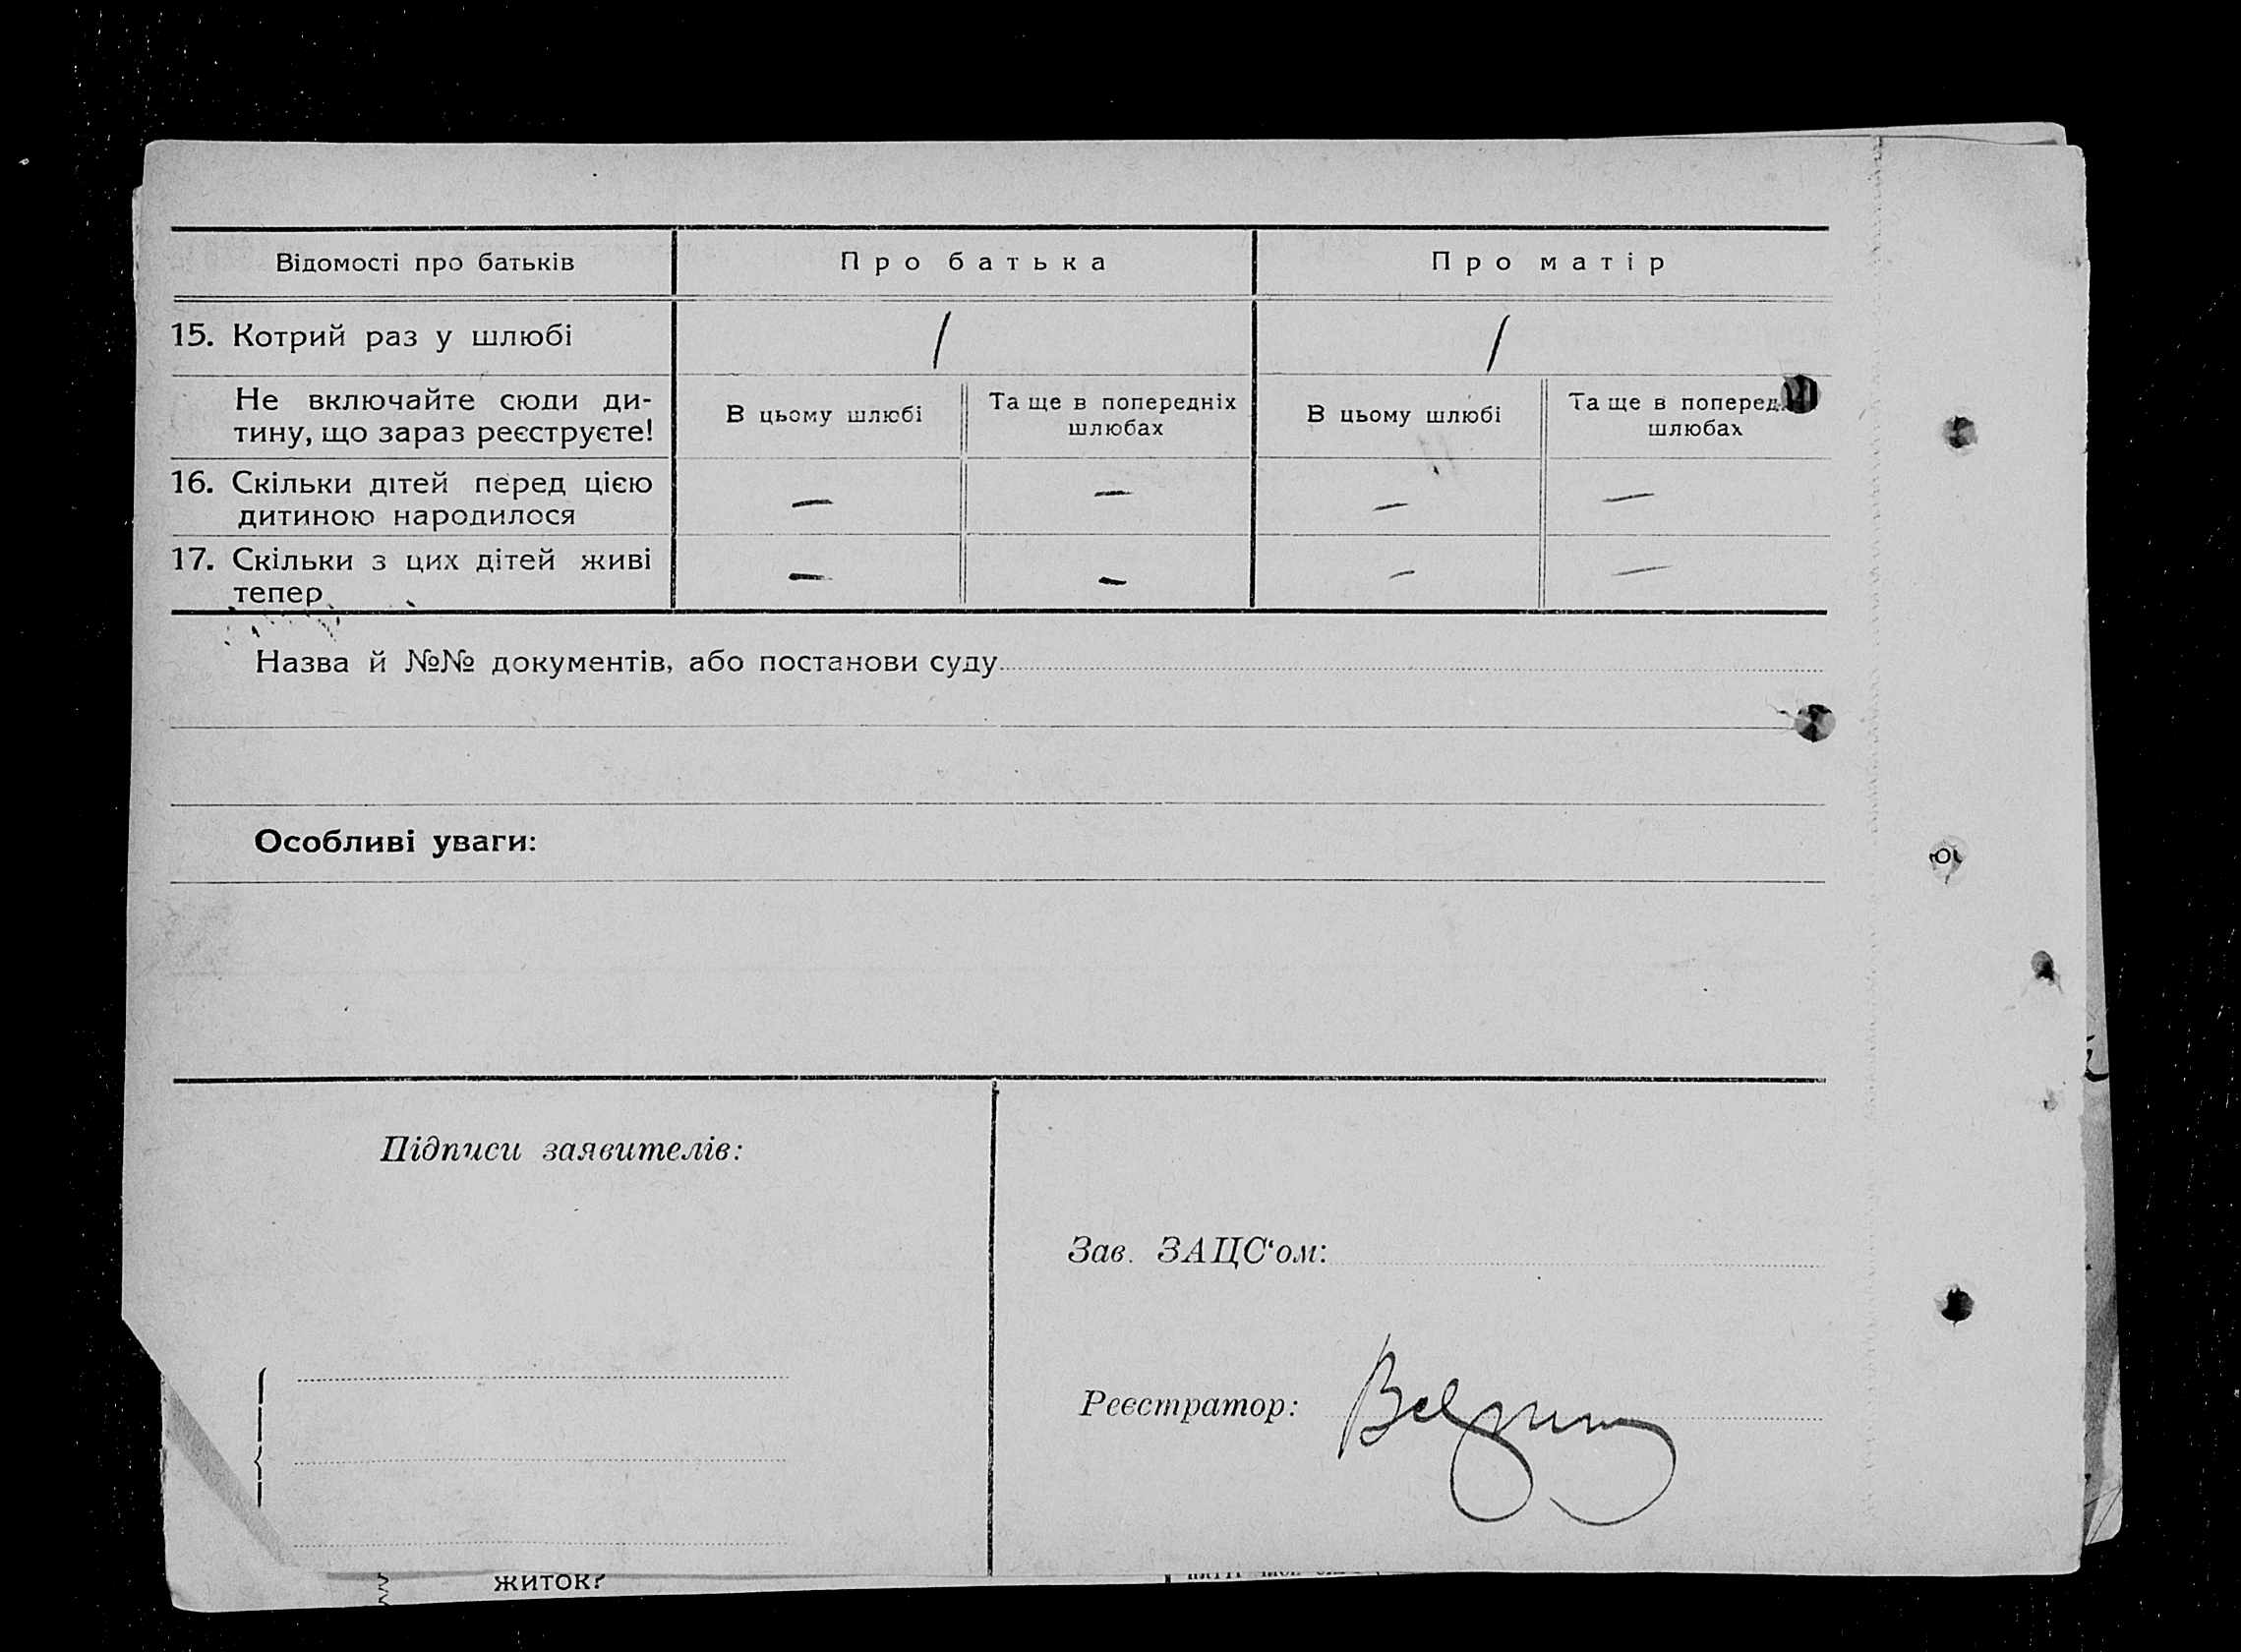 Відомості про батьків Про батька Про матір
15. Котрий раз у шлюбі 1 1
Не включайте сюди ди-
тину, що зараз реєструєте!
В цьому шлюбі
Та ще в попередніх
шлюбах
В цьому шлюбі
Та ще в поперед
шлюбах
16. Скільки дітей перед цією — — — —
дитиною народилося
17. Скільки з цих дітей живі — — — —
тепер
Назва й №№ документів, або постанови суду
Особливі уваги:
Підписи заявителів:
Зав. ЗАЦС‘ом:
Реєстратор:
житок?